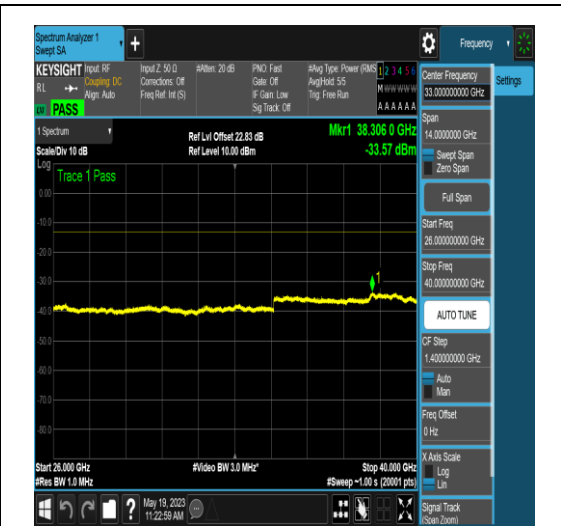 Spectrum Analyzer 1
Swept SA
+
Frequency
KEYSIGHT
Input: RF
Coupling: DC
Align: Auto
Input Z: 50 Ω
Corrections: Off
Freq Ref: Int (S)
#Atten: 20 dB
PNO: Fast
Gate: Off
IF Gain: Low
Sig Track: Off
#Avg Type: Power (RMS)
Avg|Hold: 5/5
Trig: Free Run
1 2 3 4 5 6
M W W W W W
A A A A A A
RL
PASS
1 Spectrum
Scale/Div 10 dB
Ref Lvl Offset 22.83 dB
Ref Level 10.00 dBm
Mkr1 38.306 0 GHz
-33.57 dBm
Log
Trace 1 Pass
0.00
-10.0
-20.0
-30.0
-40.0
-50.0
-60.0
-70.0
-80.0
1
Start 26.000 GHz
#Res BW 1.0 MHz
#Video BW 3.0 MHz*
Stop 40.000 GHz
#Sweep ~1.00 s (20001 pts)
Center Frequency
33.000000000 GHz
Settings
Span
14.0000000 GHz
Swept Span
Zero Span
Full Span
Start Freq
26.000000000 GHz
Stop Freq
40.000000000 GHz
AUTO TUNE
CF Step
1.400000000 GHz
Auto
Man
Freq Offset
0 Hz
X Axis Scale
Log
Lin
Signal Track
(Span Zoom)
?
May 19, 2023
11:22:59 AM